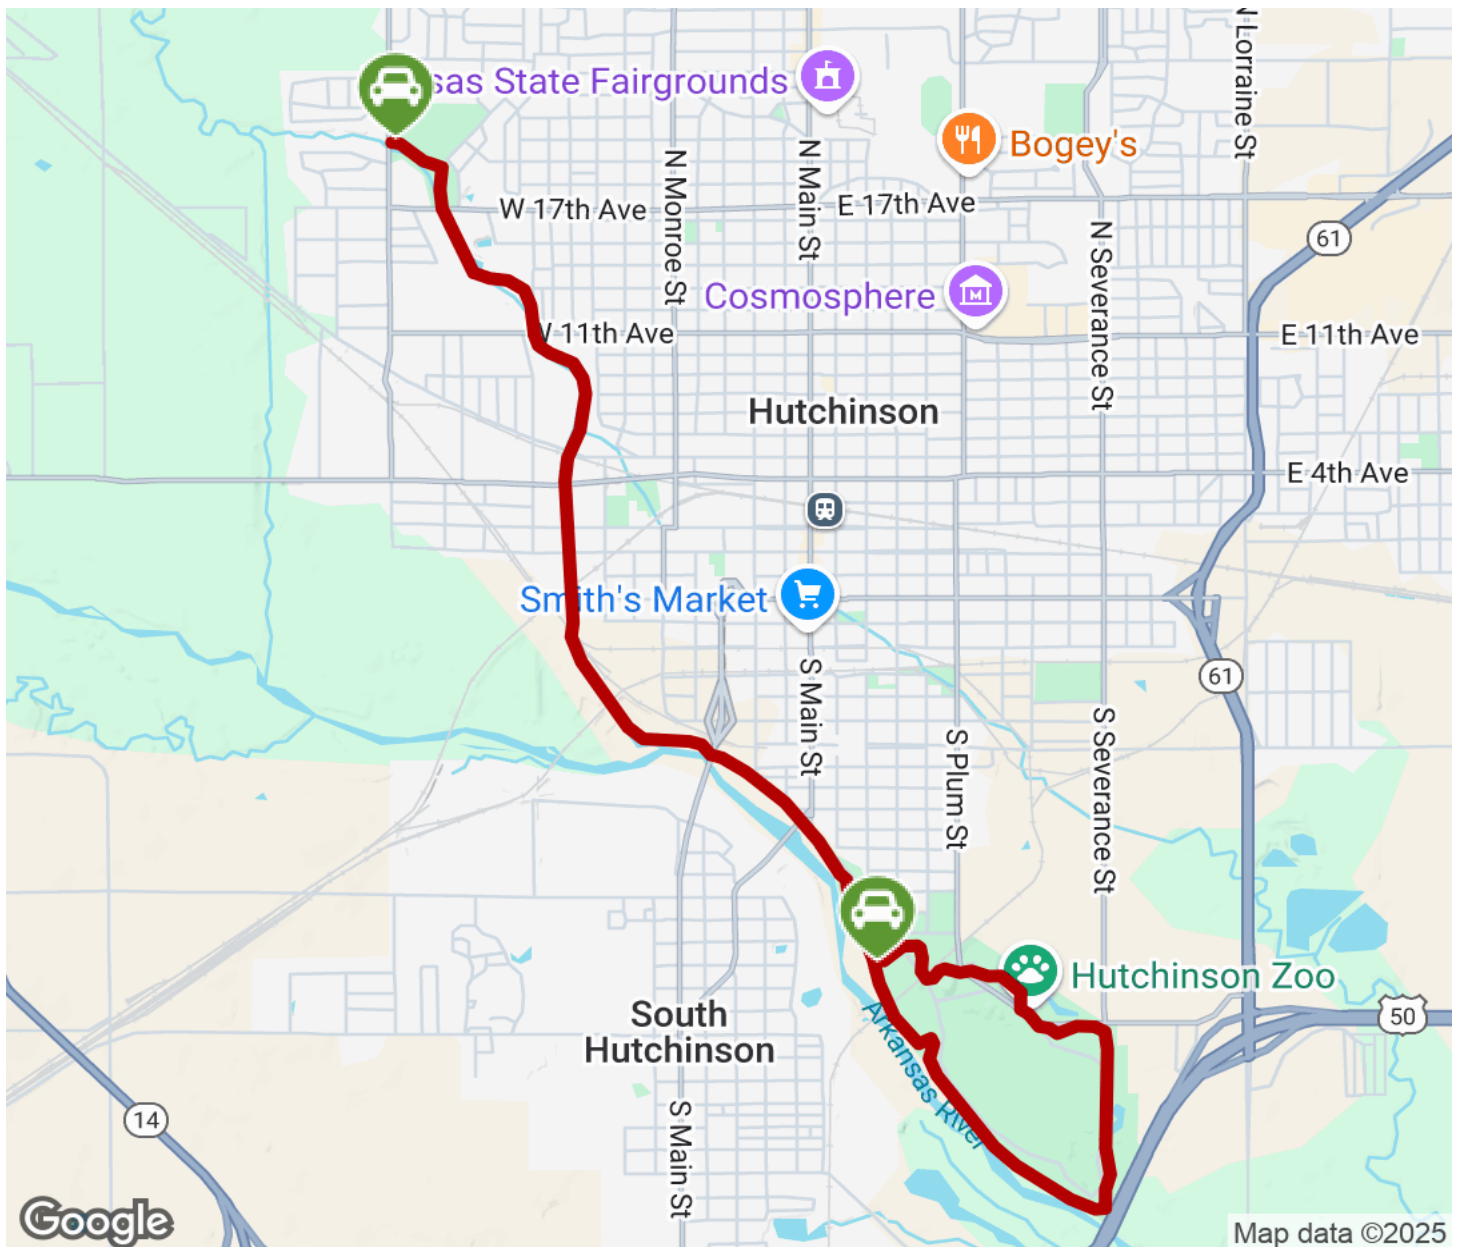 N Lorraine St
sas State Fairgrounds
Bogey's
N Monroe St
N Main St
W 17th Ave
E 17th Ave
61
N Severance St
Cosmosphere
W 11th Ave
E 11th Ave
Hutchinson
E 4th Ave
Smith's Market
S Main St
61
S Plum St
S Severance St
Hutchinson Zoo
South
Hutchinson
Arkansas River
50
14
S Main St
Google
Map data ©2025